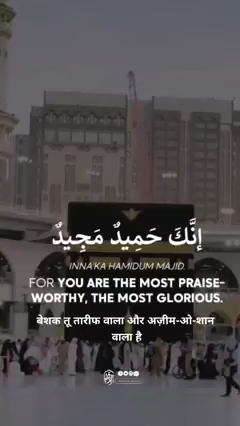 إِنَّكَ حَمِيدٌ مَجِيدٌ
INNA'KA HAMIDUM MAJID.
FOR YOU ARE THE MOST PRAISE-
WORTHY, THE MOST GLORIOUS.
बेशक तू तारीफ वाला और अज़ीम-ओ-शान
वाला है